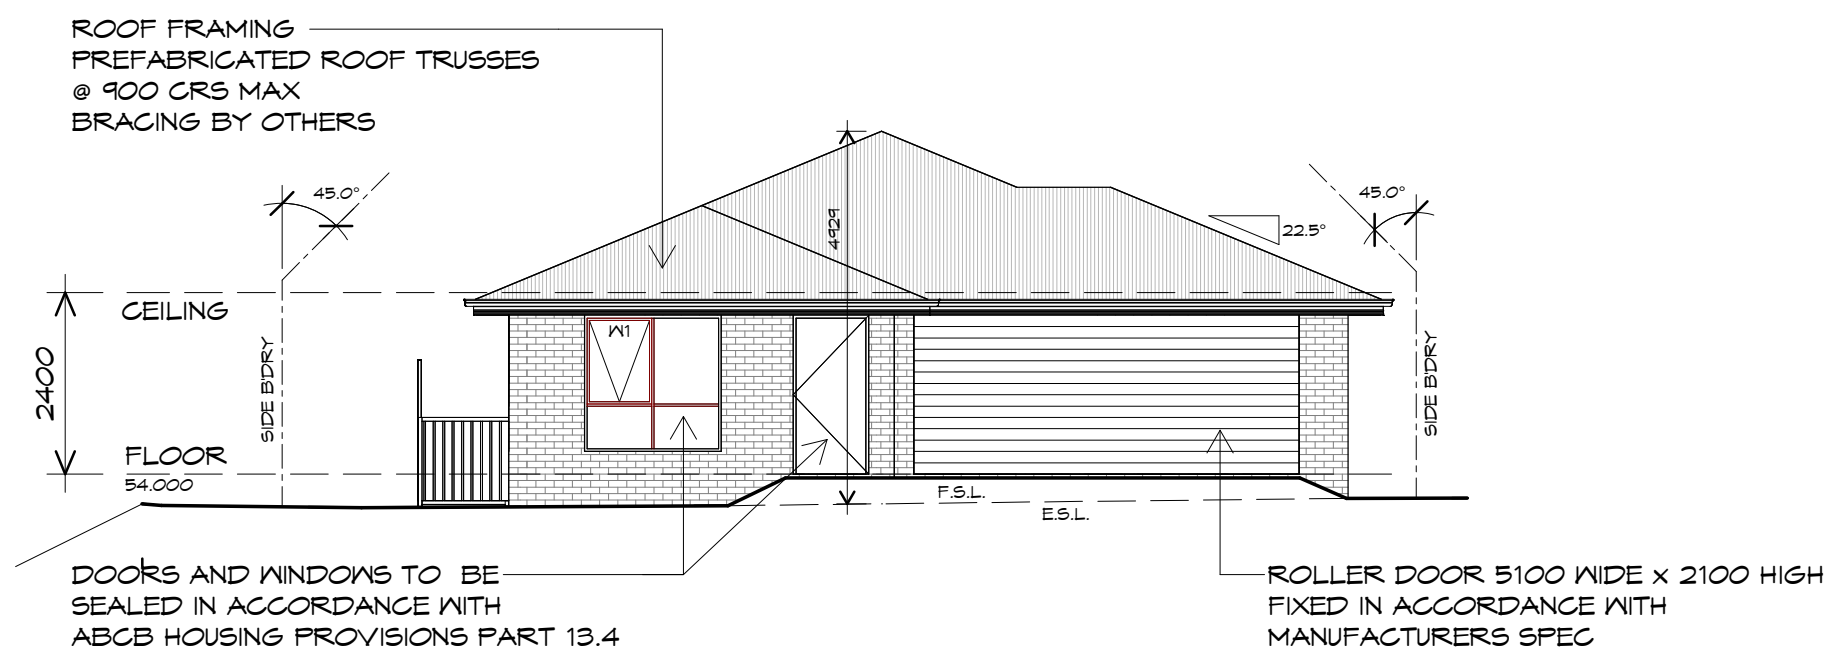 ROOF FRAMING
PREFABRICATED ROOF TRUSSES
@ 900 CRS MAX
BRACING BY OTHERS
45.0°
45.0°
4929
22.5°
CEILING
2400
SIDE B'DRY
W1
SIDE B'DRY
FLOOR
54.000
F.S.L.
E.S.L.
DOORS AND WINDOWS TO BE
SEALED IN ACCORDANCE WITH
ABCB HOUSING PROVISIONS PART 13.4
ROLLER DOOR 5100 WIDE x 2100 HIGH
FIXED IN ACCORDANCE WITH
MANUFACTURERS SPEC